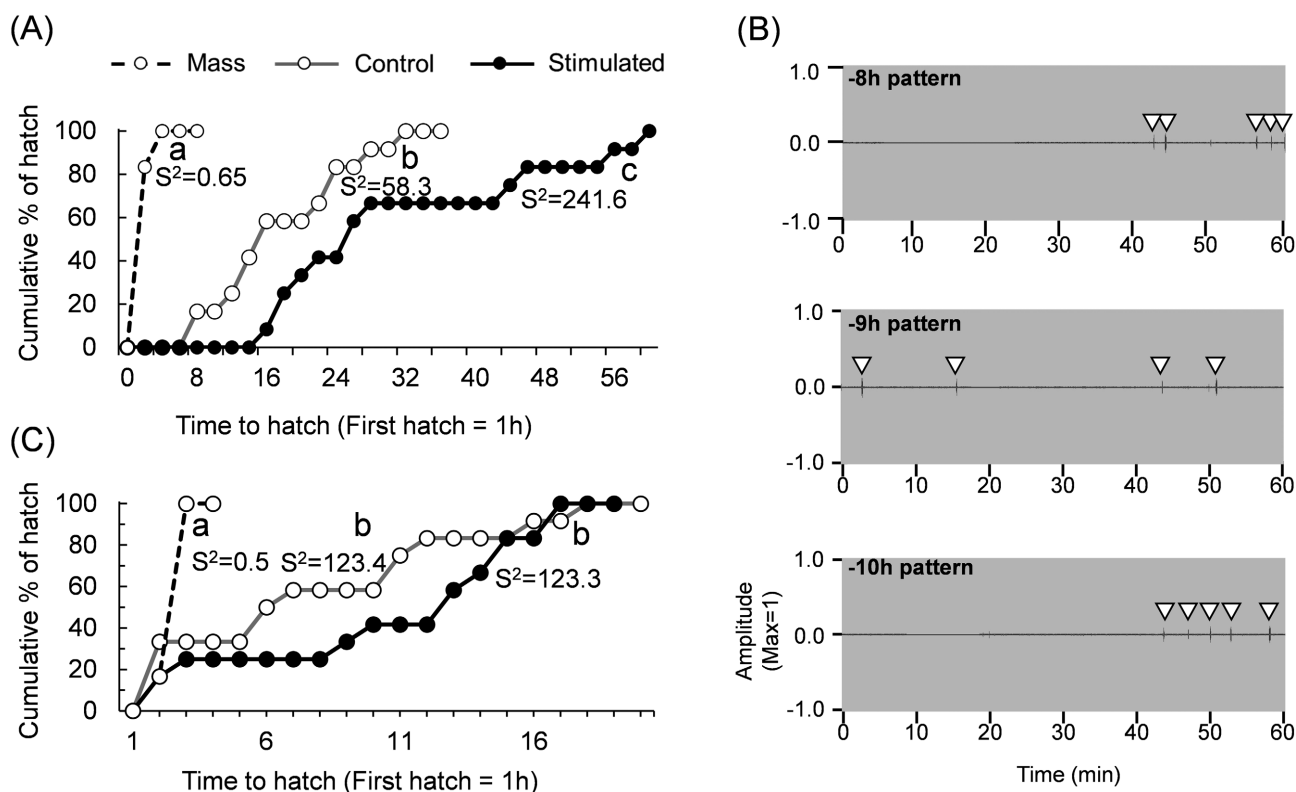 (A)
Mass
Control
Stimulated
Cumulative % of hatch
100
80
60
40
20
0
a
S²=0.65
b
S²=58.3
c
S²=241.6
0
8
16
24
32
40
48
56
Time to hatch (First hatch = 1h)
(B)
-8h pattern
1.0
0.0
-1.0
0
10
20
30
40
50
60
-9h pattern
1.0
0.0
-1.0
0
10
20
30
40
50
60
-10h pattern
Amplitude
(Max=1)
1.0
0.0
-1.0
0
10
20
30
40
50
60
Time (min)
(C)
Cumulative % of hatch
100
80
60
40
20
0
a
S²=0.5
b
S²=123.4
b
S²=123.3
1
6
11
16
Time to hatch (First hatch = 1h)